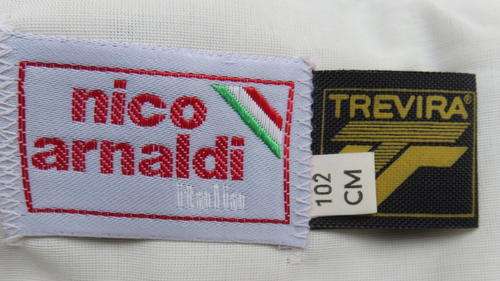 nico
arnaldi
italia
TREVIRA®
102
CM